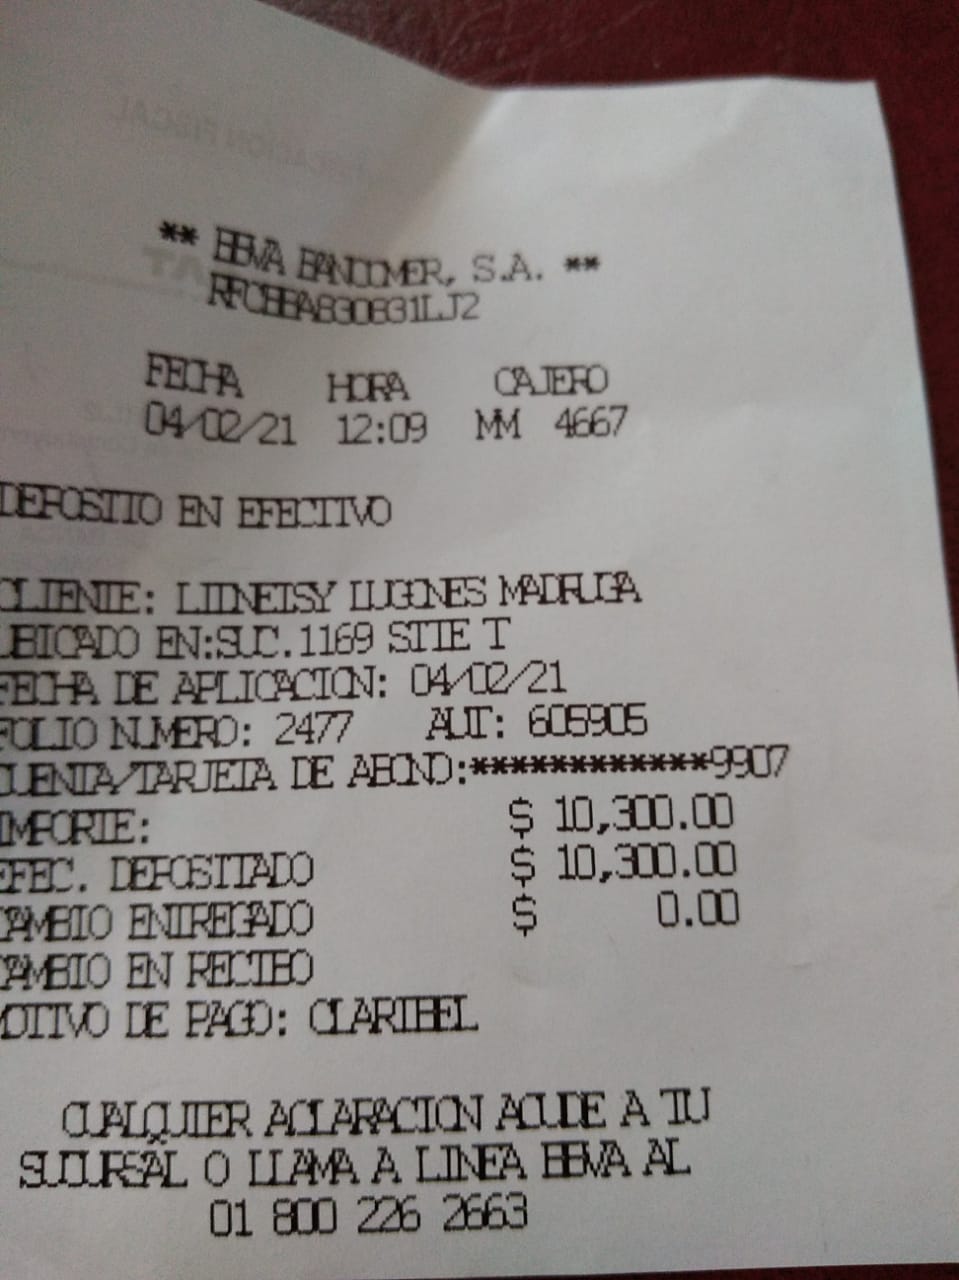 ** BBVA BANCOMER, S.A. **
RFC:BBA830831LJ2
FECHA HORA CAJERO
04/02/21 12:09 MM 4667
DEPOSITO EN EFECTIVO
CLIENTE: LIDNEISY LUGONES MADRUGA
UBICADO EN:SUC.1169 SITE T
FECHA DE APLICACION: 04/02/21
FOLIO NUMERO: 2477 AUT: 605905
CUENTA/TARJETA DE ABONO:************9907
IMPORTE: $ 10,300.00
EFEC. DEPOSITADO $ 10,300.00
CAMBIO ENTREGADO $ 0.00
CAMBIO EN RECIBO
MOTIVO DE PAGO: CLARIBEL
CUALQUIER ACLARACION ACUDE A TU
SUCURSAL O LLAMA A LINEA BBVA AL
01 800 226 2663